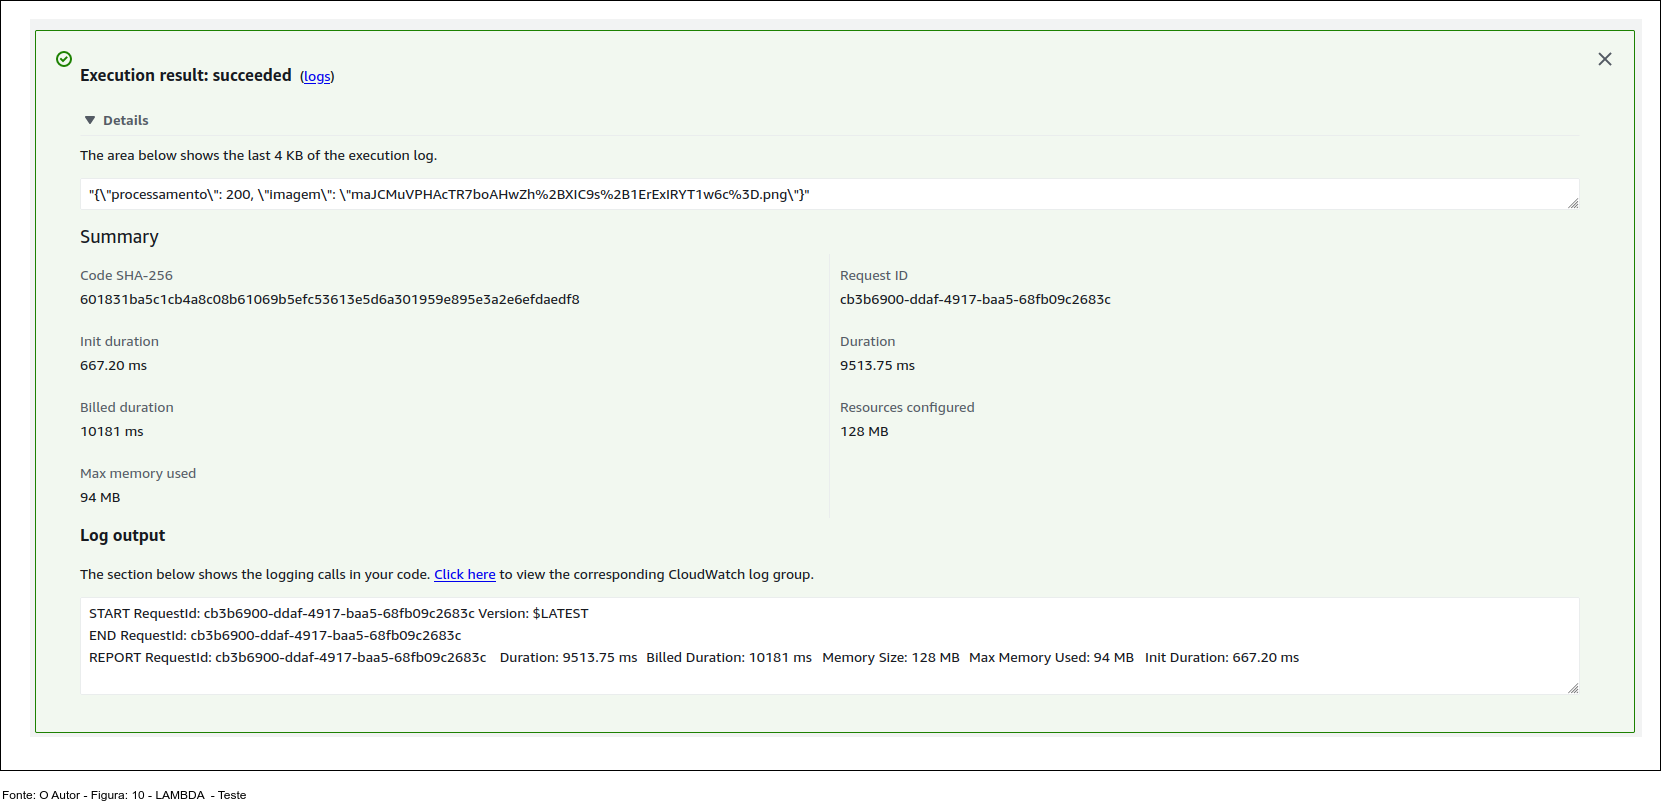 Execution result: succeeded (logs)
Details
The area below shows the last 4 KB of the execution log.
"{\"processamento\": 200, \"imagem\": \"maJCMuVPHAcTR7boAHwZh%2BXIC9s%2B1ErExIRYT1w6c%3D.png\"}"
Summary
Code SHA-256
601831ba5c1cb4a8c08b61069b5efc53613e5d6a301959e895e3a2e6efdaedf8
Request ID
cb3b6900-ddaf-4917-baa5-68fb09c2683c
Init duration
667.20 ms
Duration
9513.75 ms
Billed duration
10181 ms
Resources configured
128 MB
Max memory used
94 MB
Log output
The section below shows the logging calls in your code. Click here to view the corresponding CloudWatch log group.
START RequestId: cb3b6900-ddaf-4917-baa5-68fb09c2683c Version: $LATEST
END RequestId: cb3b6900-ddaf-4917-baa5-68fb09c2683c
REPORT RequestId: cb3b6900-ddaf-4917-baa5-68fb09c2683c Duration: 9513.75 ms Billed Duration: 10181 ms Memory Size: 128 MB Max Memory Used: 94 MB Init Duration: 667.20 ms
Fonte: O Autor - Figura: 10 - LAMBDA - Teste